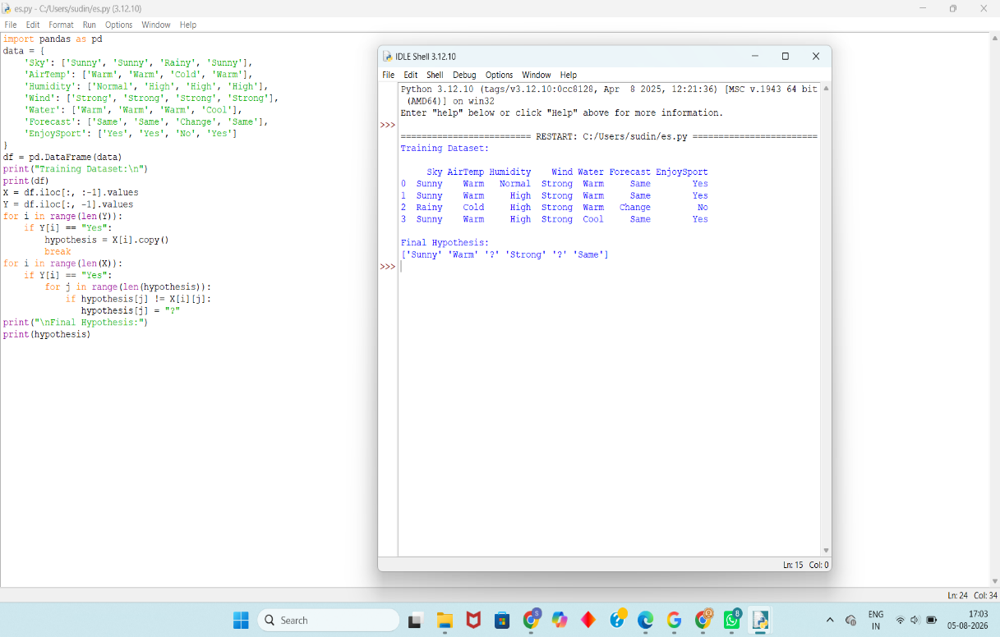 es.py - C:/Users/sudin/es.py (3.12.10)
File Edit Format Run Options Window Help
import pandas as pd
data = {
    'Sky': ['Sunny', 'Sunny', 'Rainy', 'Sunny'],
    'AirTemp': ['Warm', 'Warm', 'Cold', 'Warm'],
    'Humidity': ['Normal', 'High', 'High', 'High'],
    'Wind': ['Strong', 'Strong', 'Strong', 'Strong'],
    'Water': ['Warm', 'Warm', 'Warm', 'Cool'],
    'Forecast': ['Same', 'Same', 'Change', 'Same'],
    'EnjoySport': ['Yes', 'Yes', 'No', 'Yes']
}
df = pd.DataFrame(data)
print("Training Dataset:\n")
print(df)
X = df.iloc[:, :-1].values
Y = df.iloc[:, -1].values
for i in range(len(Y)):
    if Y[i] == "Yes":
        hypothesis = X[i].copy()
        break
for i in range(len(X)):
    if Y[i] == "Yes":
        for j in range(len(hypothesis)):
            if hypothesis[j] != X[i][j]:
               hypothesis[j] = "?"
print("\nFinal Hypothesis:")
print(hypothesis)
Ln: 24 Col: 34
IDLE Shell 3.12.10
File Edit Shell Debug Options Window Help
Python 3.12.10 (tags/v3.12.10:0cc8128, Apr  8 2025, 12:21:36) [MSC v.1943 64 bit
 (AMD64)] on win32
Enter "help" below or click "Help" above for more information.
>>>
========================= RESTART: C:/Users/sudin/es.py ========================
Training Dataset:
     Sky AirTemp Humidity    Wind Water Forecast EnjoySport
0  Sunny    Warm   Normal  Strong  Warm     Same        Yes
1  Sunny    Warm     High  Strong  Warm     Same        Yes
2  Rainy    Cold     High  Strong  Warm   Change         No
3  Sunny    Warm     High  Strong  Cool     Same        Yes
Final Hypothesis:
['Sunny' 'Warm' '?' 'Strong' '?' 'Same']
>>>
Ln: 15 Col: 0
Search
S
8
ENG
IN
17:03
05-08-2026